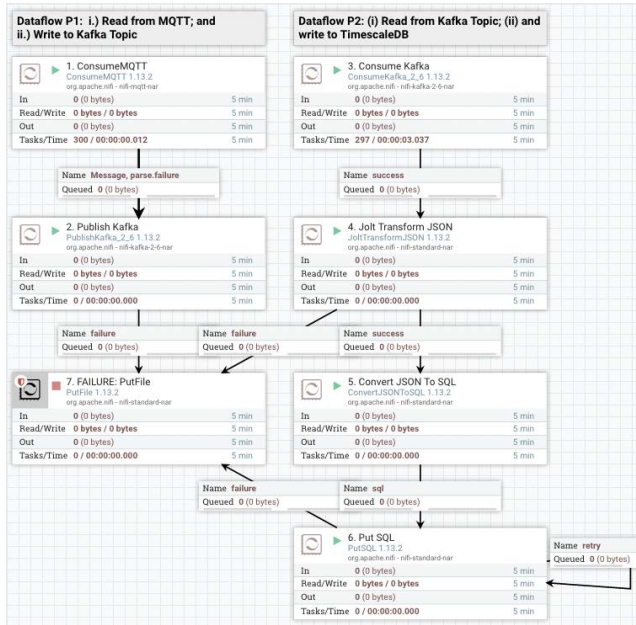 Dataflow P1: i.) Read from MQTT; and
ii.) Write to Kafka Topic
Dataflow P2: (i) Read from Kafka Topic; (ii) and
write to TimescaleDB
1. ConsumeMQTT
ConsumeMQTT 1.13.2
org.apache.nifi - nifi-mqtt-nar
In 0 (0 bytes) 5 min
Read/Write 0 bytes / 0 bytes 5 min
Out 0 (0 bytes) 5 min
Tasks/Time 300 / 00:00:00.012 5 min
3. Consume Kafka
ConsumeKafka_2_6 1.13.2
org.apache.nifi - nifi-kafka-2-6-nar
In 0 (0 bytes) 5 min
Read/Write 0 bytes / 0 bytes 5 min
Out 0 (0 bytes) 5 min
Tasks/Time 297 / 00:00:03.037 5 min
Name Message, parse.failure
Queued 0 (0 bytes)
Name success
Queued 0 (0 bytes)
2. Publish Kafka
PublishKafka_2_6 1.13.2
org.apache.nifi - nifi-kafka-2-6-nar
In 0 (0 bytes) 5 min
Read/Write 0 bytes / 0 bytes 5 min
Out 0 (0 bytes) 5 min
Tasks/Time 0 / 00:00:00.000 5 min
4. Jolt Transform JSON
JoltTransformJSON 1.13.2
org.apache.nifi - nifi-standard-nar
In 0 (0 bytes) 5 min
Read/Write 0 bytes / 0 bytes 5 min
Out 0 (0 bytes) 5 min
Tasks/Time 0 / 00:00:00.000 5 min
Name failure
Queued 0 (0 bytes)
Name failure
Queued 0 (0 bytes)
Name success
Queued 0 (0 bytes)
7. FAILURE: PutFile
PutFile 1.13.2
org.apache.nifi - nifi-standard-nar
In 0 (0 bytes) 5 min
Read/Write 0 bytes / 0 bytes 5 min
Out 0 (0 bytes) 5 min
Tasks/Time 0 / 00:00:00.000 5 min
5. Convert JSON To SQL
ConvertJSONToSQL 1.13.2
org.apache.nifi - nifi-standard-nar
In 0 (0 bytes) 5 min
Read/Write 0 bytes / 0 bytes 5 min
Out 0 (0 bytes) 5 min
Tasks/Time 0 / 00:00:00.000 5 min
Name failure
Queued 0 (0 bytes)
Name sql
Queued 0 (0 bytes)
6. Put SQL
PutSQL 1.13.2
org.apache.nifi - nifi-standard-nar
In 0 (0 bytes) 5 min
Read/Write 0 bytes / 0 bytes 5 min
Out 0 (0 bytes) 5 min
Tasks/Time 0 / 00:00:00.000 5 min
Name retry
Queued 0 (0 bytes)